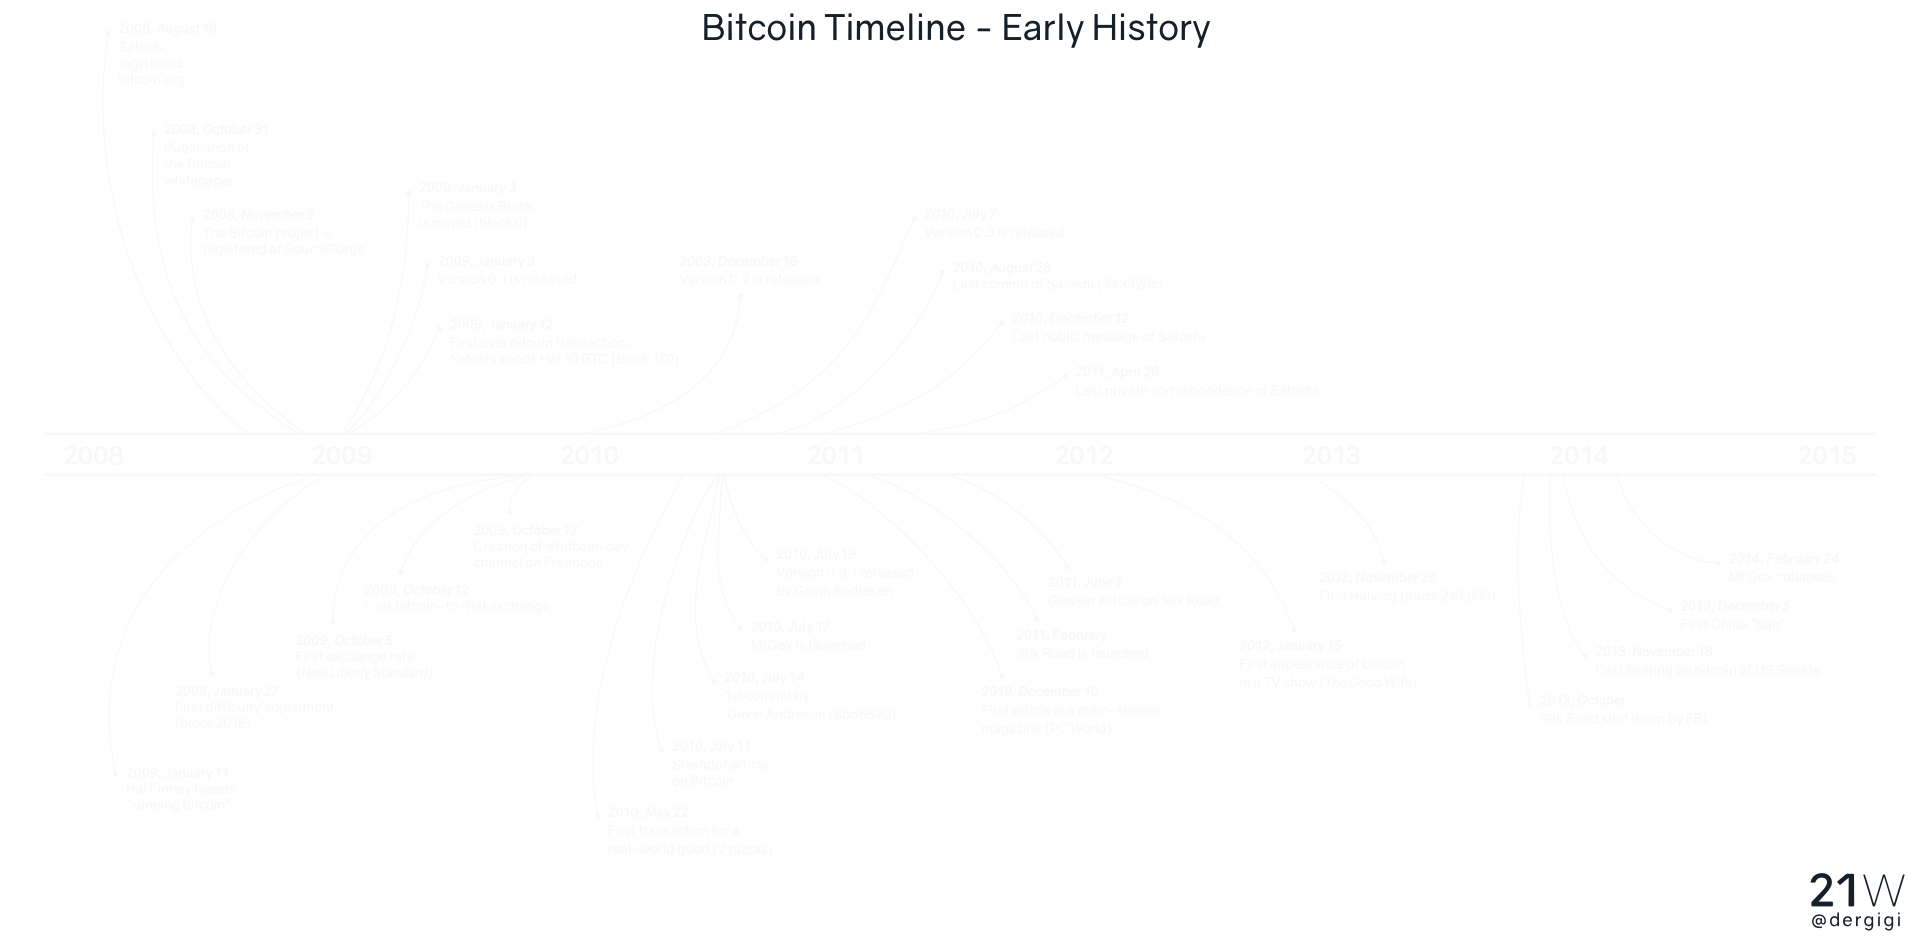 Bitcoin Timeline - Early History
2008, August 18
Satoshi
registered
bitcoin.org
2008, October 31
Publication of
the Bitcoin
whitepaper
2008, November 9
The Bitcoin project is
registered at SourceForge
2009, January 3
The Genesis Block
is mined (block 0)
2009, January 9
Version 0.1 is released
2009, January 12
First ever bitcoin transaction
Satoshi sends Hal 10 BTC (block 170)
2009, December 16
Version 0.2 is released
2010, July 7
Version 0.3 is released
2010, August 26
Last commit of Satoshi
2010, December 12
Last public message of Satoshi
2011, April 26
Last private correspondence of Satoshi
2008
2009
2010
2011
2012
2013
2014
2015
2009, January 11
Hal Finney tweets
"running bitcoin"
2009, January 27
First difficulty adjustment
(block 2016)
2009, October 5
First exchange rate
(New Liberty Standard)
2009, October 12
First bitcoin-to-fiat exchange
2009, October 12
Creation of #bitcoin-dev
channel on Freenode
2010, May 22
First transaction for a
real-world good (2 pizzas)
2010, July 11
Slashdot article
on Bitcoin
2010, July 14
1st commit by
Gavin Andresen
2010, July 17
MtGox is launched
2010, July 19
Version 0.3.1 released
by Gavin Andresen
2010, December 10
First article in a main-stream
magazine (PC World)
2011, February
Silk Road is launched
2011, June 1
Gawker Article on Silk Road
2012, January 15
First appearance of bitcoin
in a TV show (The Good Wife)
2012, November 28
First Halving (block 210,000)
2013, October
Silk Road shut down by FBI
2013, November 18
First hearing on bitcoin of US Senate
2013, December 5
First China "ban"
2014, February 24
MtGox collapses
21W
@dergigi